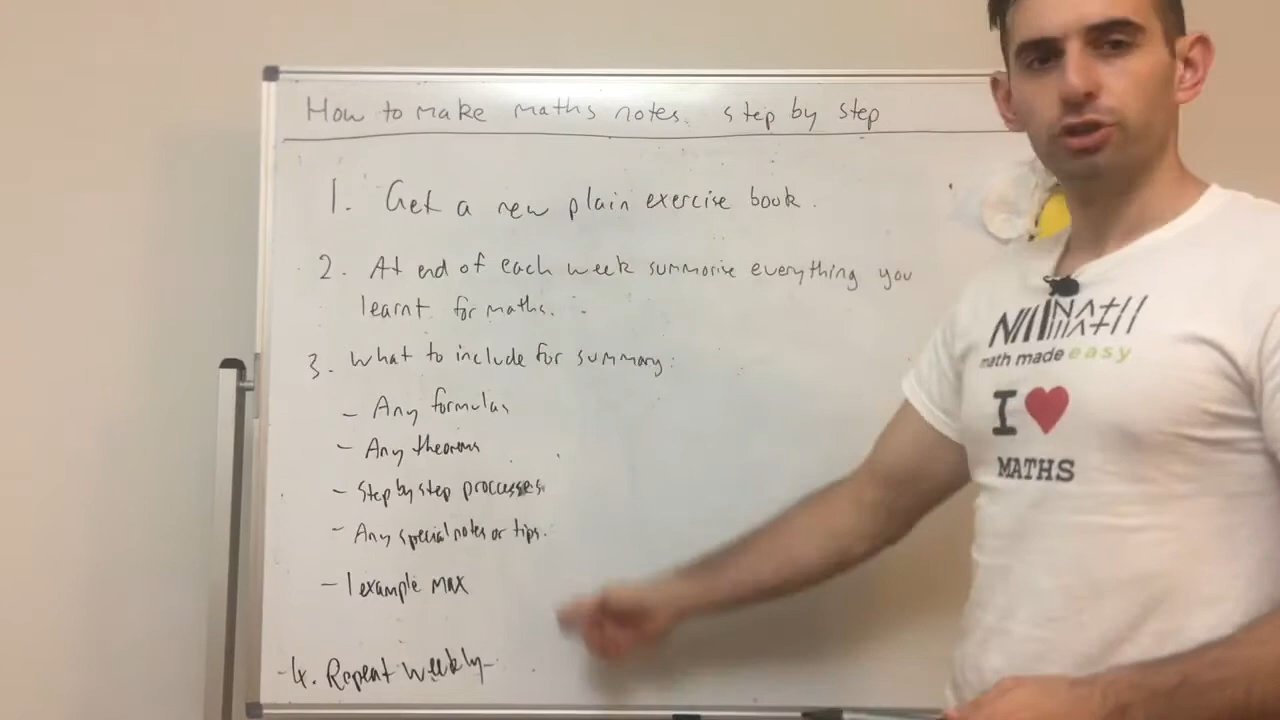 How to make maths notes. step by step
1. Get a new plain exercise book.
2. At end of each week summarise everything you
learnt for maths.
3. What to include for summary:
- Any formulas
- Any theorems
- Step by step processes.
- Any special notes or tips.
- 1 example max
-4. Repeat weekly-
math made easy
I ♥
MATHS